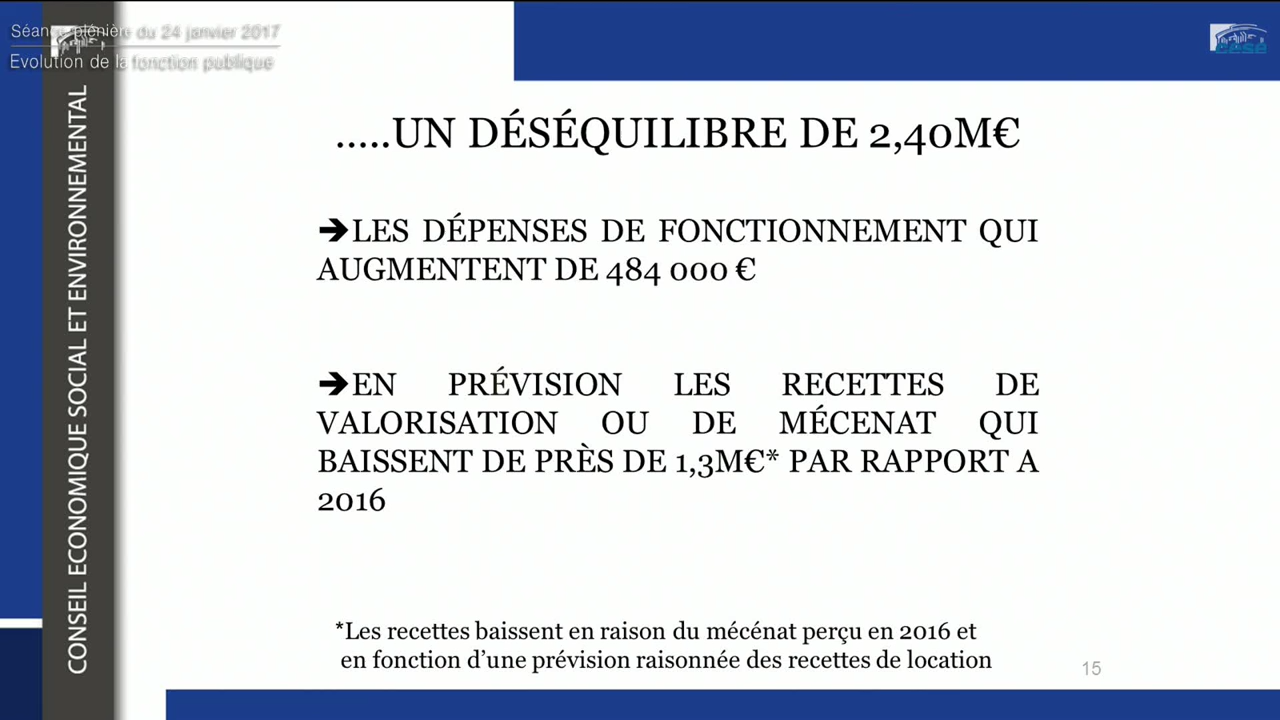 Séance plénière du 24 janvier 2017
Evolution de la fonction publique
cese
CONSEIL ECONOMIQUE SOCIAL ET ENVIRONNEMENTAL
.....UN DÉSÉQUILIBRE DE 2,40M€
➔LES DÉPENSES DE FONCTIONNEMENT QUI
AUGMENTENT DE 484 000 €
➔EN PRÉVISION LES RECETTES DE
VALORISATION OU DE MÉCENAT QUI
BAISSENT DE PRÈS DE 1,3M€* PAR RAPPORT A
2016
*Les recettes baissent en raison du mécénat perçu en 2016 et
en fonction d’une prévision raisonnée des recettes de location
15